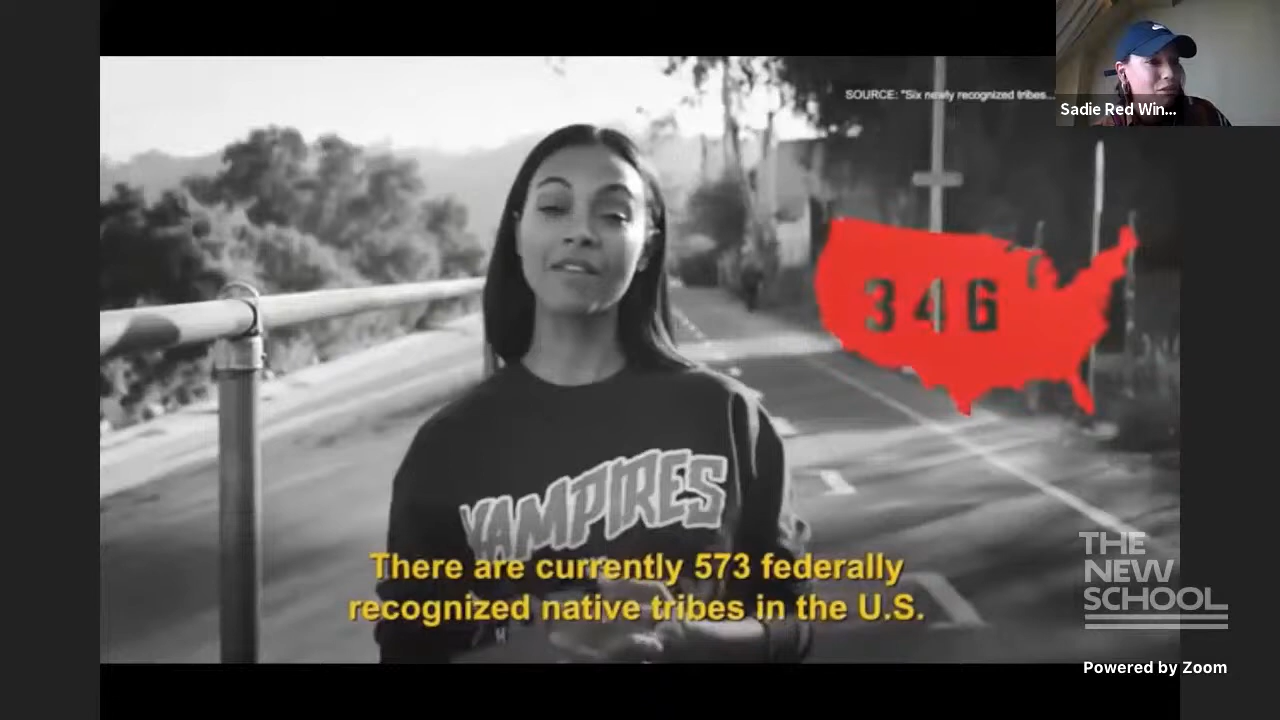 SOURCE: "Six newly recognized tribes...
Sadie Red Win...
346
VAMPIRES
There are currently 573 federally
recognized native tribes in the U.S.
THE
NEW
SCHOOL
Powered by Zoom